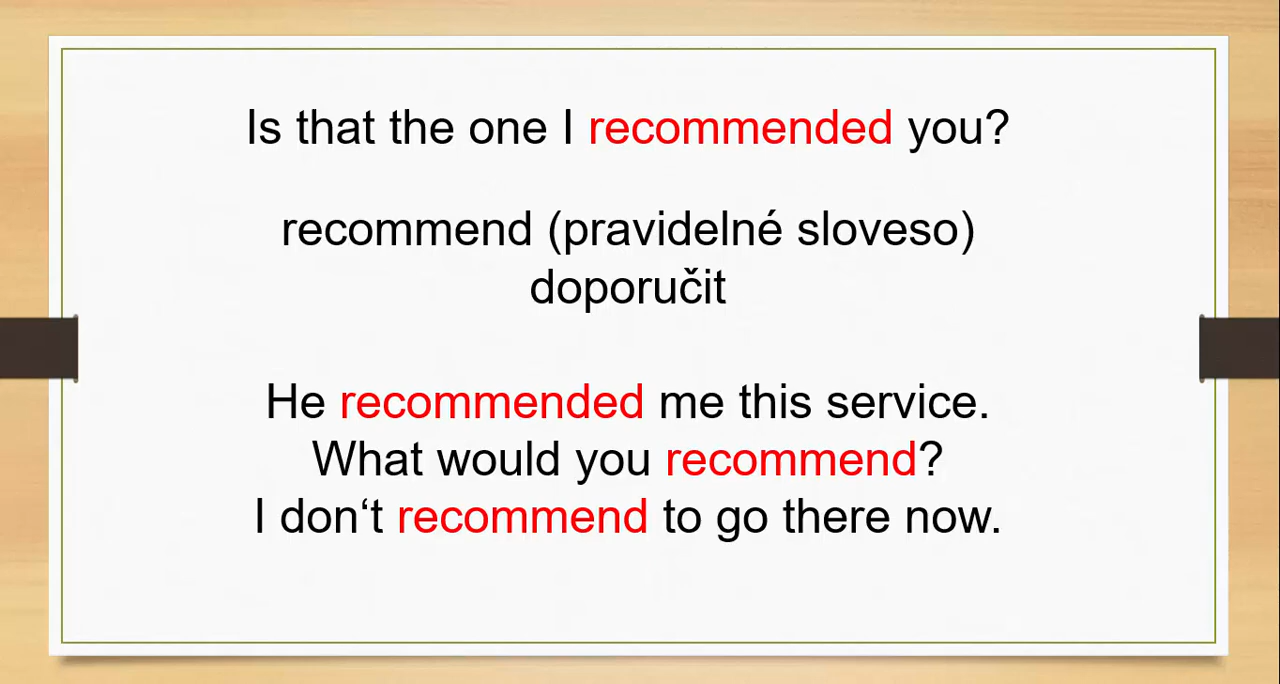 Is that the one I recommended you?
recommend (pravidelné sloveso)
doporučit
He recommended me this service.
What would you recommend?
I don‘t recommend to go there now.